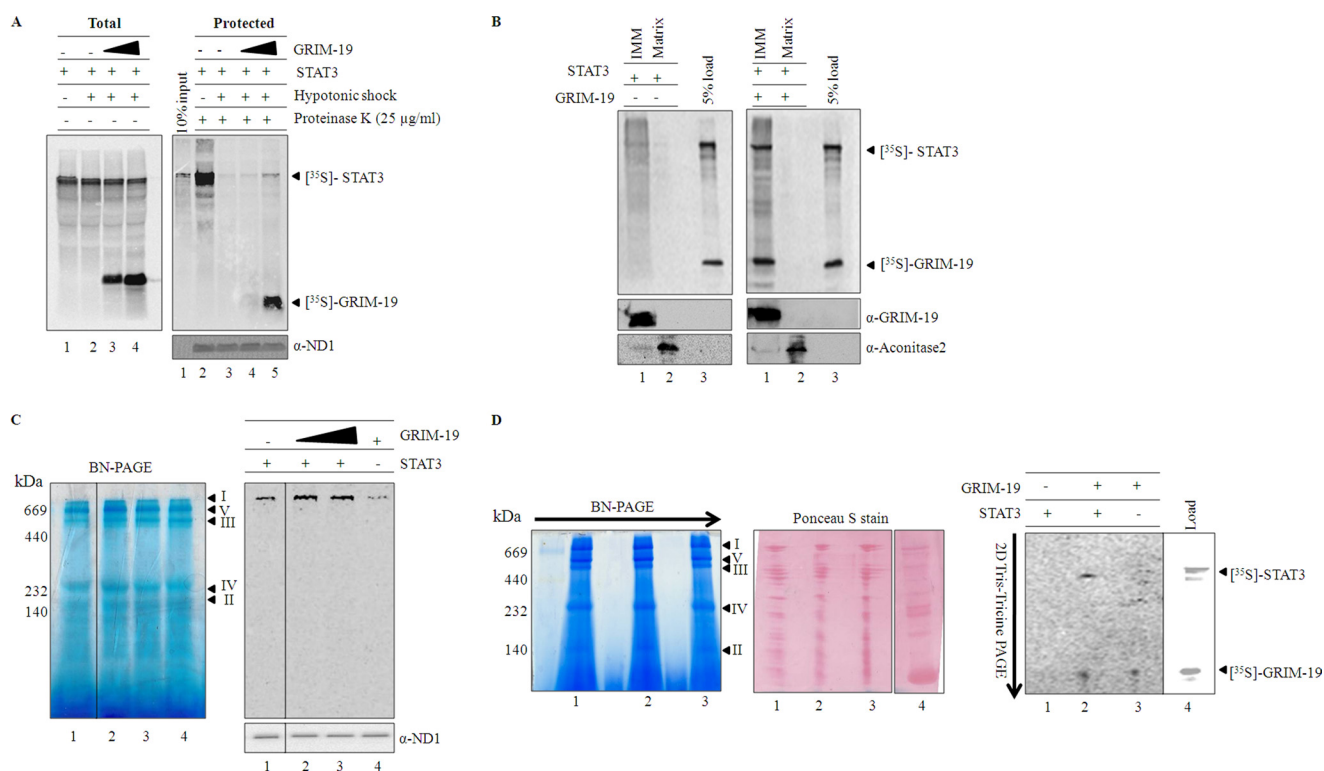 A
Total
Protected
- - 
- -
GRIM-19
+ + + +
+ + + +
STAT3
- + + +
- + + +
Hypotonic shock
- - - -
+ + + +
Proteinase K (25 µg/ml)
10% input
[³⁵S]- STAT3
[³⁵S]-GRIM-19
α-ND1
1 2 3 4
1 2 3 4 5
B
IMM
Matrix
5% load
IMM
Matrix
5% load
STAT3
+ +
+ +
GRIM-19
- -
+ +
[³⁵S]- STAT3
[³⁵S]-GRIM-19
α-GRIM-19
α-Aconitase2
1 2 3
1 2 3
C
BN-PAGE
kDa
669
440
232
140
I
V
III
IV
II
1 2 3 4
- +
GRIM-19
+ + + -
STAT3
α-ND1
1 2 3 4
D
BN-PAGE
kDa
669
440
232
140
I
V
III
IV
II
1 2 3
Ponceau S stain
1 2 3 4
GRIM-19
- + +
STAT3
+ + -
Load
2D Tris-Tricine PAGE
[³⁵S]-STAT3
[³⁵S]-GRIM-19
1 2 3 4